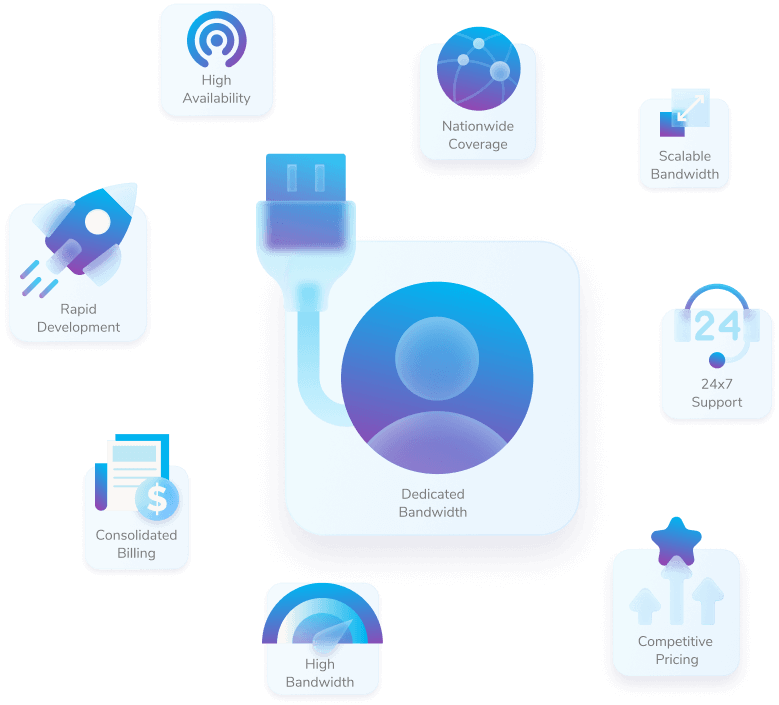 High
Availability
Nationwide
Coverage
Scalable
Bandwidth
Rapid
Development
24
24x7
Support
Dedicated
Bandwidth
$
Consolidated
Billing
Competitive
Pricing
High
Bandwidth